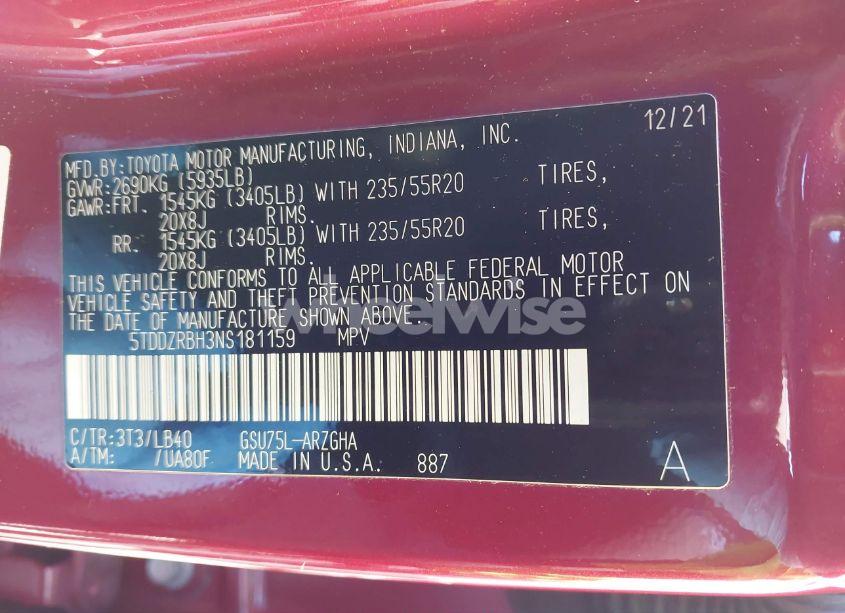 12/21
MFD.BY:TOYOTA MOTOR MANUFACTURING, INDIANA, INC.
GVWR:2690KG (5935LB)
GAWR:FRT. 1545KG (3405LB) WITH 235/55R20 TIRES,
20X8J RIMS.
RR. 1545KG (3405LB) WITH 235/55R20 TIRES,
20X8J RIMS.
THIS VEHICLE CONFORMS TO ALL APPLICABLE FEDERAL MOTOR
VEHICLE SAFETY AND THEFT PREVENTION STANDARDS IN EFFECT ON
THE DATE OF MANUFACTURE SHOWN ABOVE.
wheelwise
5TDDZRBH3NS181159 MPV
C/TR:3T3/LB40 GSU75L-ARZGHA
A/TM: /UA80F MADE IN U.S.A. 887
A